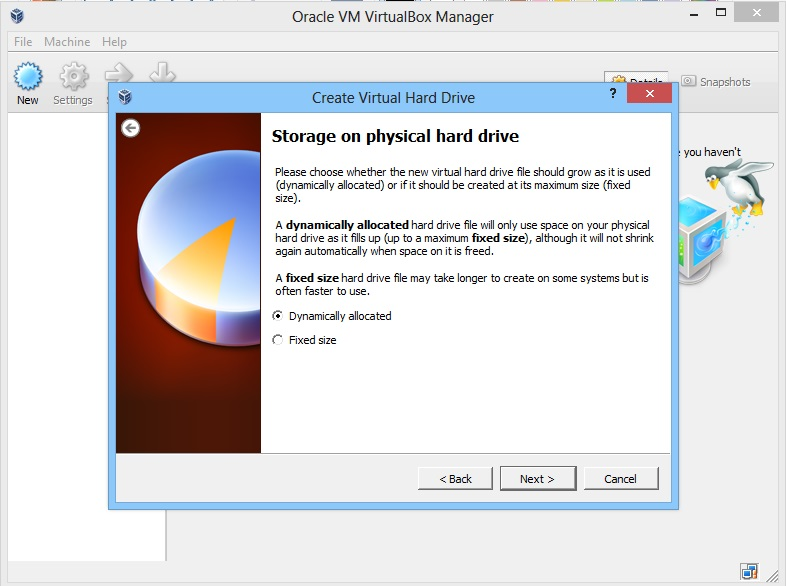 Oracle VM VirtualBox Manager
File Machine Help
New
Settings
Details
Snapshots
Create Virtual Hard Drive
?
Storage on physical hard drive
you haven't
Please choose whether the new virtual hard drive file should grow as it is used
(dynamically allocated) or if it should be created at its maximum size (fixed
size).
A dynamically allocated hard drive file will only use space on your physical
hard drive as it fills up (up to a maximum fixed size), although it will not shrink
again automatically when space on it is freed.
A fixed size hard drive file may take longer to create on some systems but is
often faster to use.
Dynamically allocated
Fixed size
< Back
Next >
Cancel